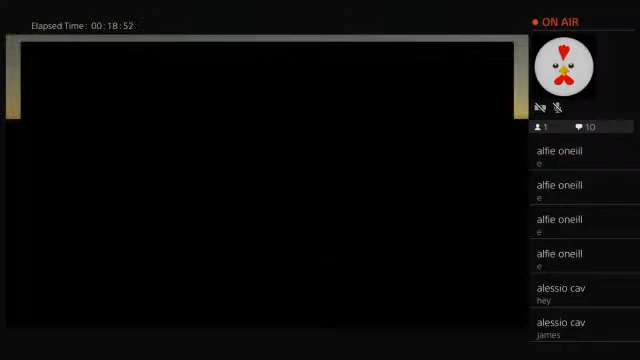 Elapsed Time : 00:18:52
ON AIR
1
10
alfie oneill
e
alfie oneill
e
alfie oneill
e
alfie oneill
e
alessio cav
hey
alessio cav
james